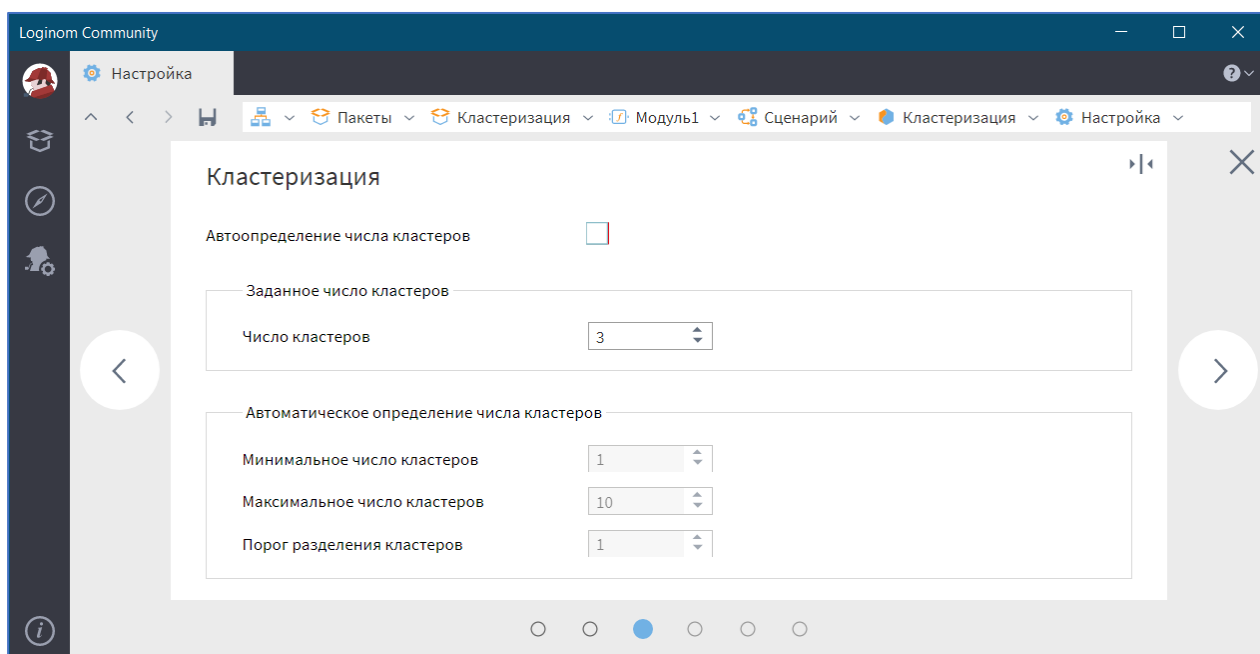 Loginom Community
Настройка
Пакеты Кластеризация Модуль1 Сценарий Кластеризация Настройка
Кластеризация
Автоопределение числа кластеров
Заданное число кластеров
Число кластеров 3
Автоматическое определение числа кластеров
Минимальное число кластеров 1
Максимальное число кластеров 10
Порог разделения кластеров 1